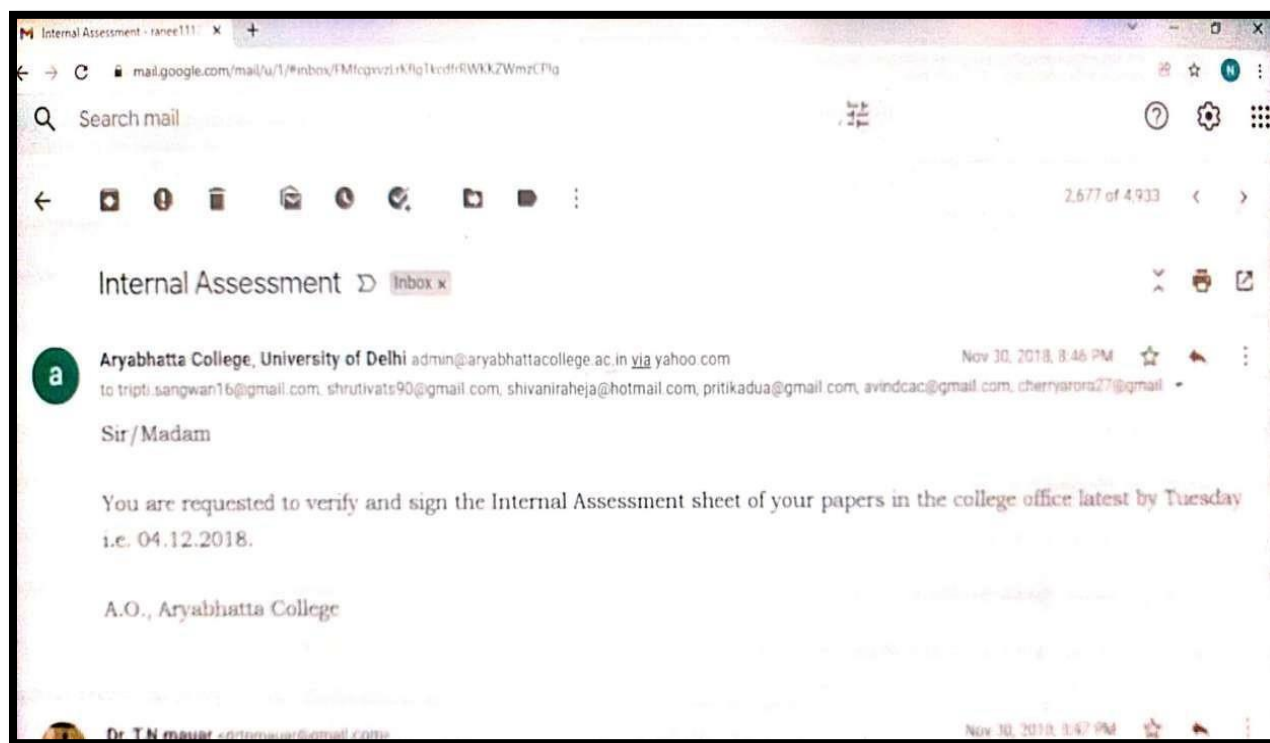 Internal Assessment - ranee111
mail.google.com/mail/u/1/#inbox/
Search mail
2,677 of 4,933
Internal Assessment Inbox x
Aryabhatta College, University of Delhi admin@aryabhattacollege.ac.in via yahoo.com Nov 30, 2018, 8:46 PM
a
to tripti.sangwan16@gmail.com, shrutivats90@gmail.com, shivaniraheja@hotmail.com, pritikadua@gmail.com, avindcac@gmail.com, cherryarora27@gmail
Sir/Madam
You are requested to verify and sign the Internal Assessment sheet of your papers in the college office latest by Tuesday
i.e. 04.12.2018.
A.O., Aryabhatta College
Dr. T.N Nov 30, 2018, 8:47 PM